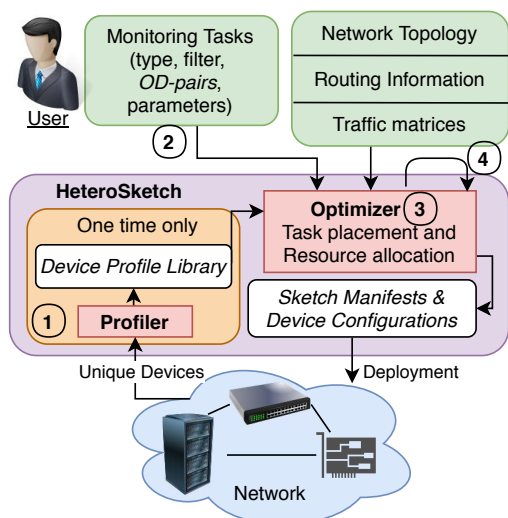 Monitoring Tasks
(type, filter,
OD-pairs,
parameters)
User
2
Network Topology
Routing Information
Traffic matrices
4
HeteroSketch
One time only
Device Profile Library
1
Profiler
Optimizer 3
Task placement and
Resource allocation
Sketch Manifests &
Device Configurations
Unique Devices
Deployment
Network